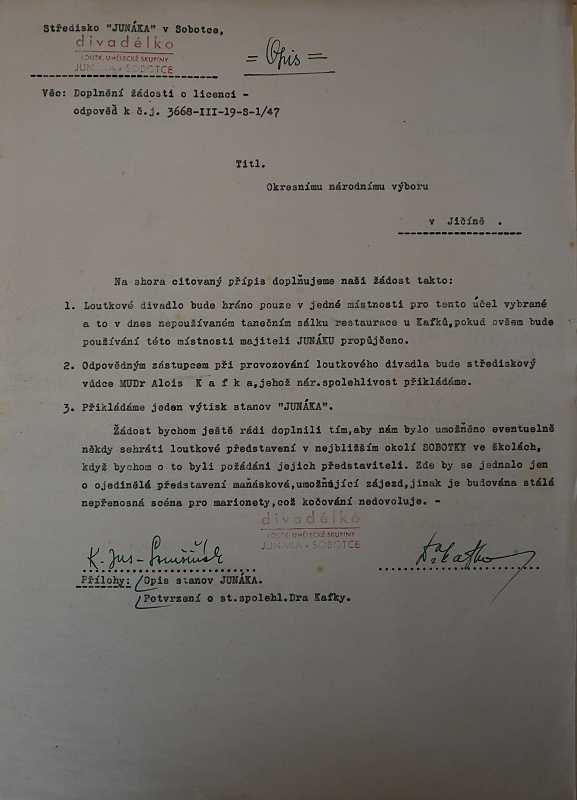 Středisko "JUNÁKA" v Sobotce,
divadélko
LOUTK. UMĚLECKÉ SKUPINY
JUNÁKA v SOBOTCE
= Opis =
Věc: Doplnění žádosti o licenci -
odpověď k č.j. 3668-III-19-S-1/47
Titl.
Okresnímu národnímu výboru
v Jičíně .
Na shora citovaný přípis doplňujeme naši žádost takto:
1. Loutkové divadlo bude hráno pouze v jedné místnosti pro tento účel vybrané
a to v dnes nepoužívaném tanečním sálku restaurace u Kafků,pokud ovšem bude
používání této místnosti majiteli JUNÁKU propůjčeno.
2. Odpovědným zástupcem při provozování loutkového divadla bude střediskový
vůdce MUDr Alois K a f k a,jehož nár.spolehlivost přikládáme.
3. Přikládáme jeden výtisk stanov "JUNÁKA".
Žádost bychom ještě rádi doplnili tím,aby nám bylo umožněno eventuelně
někdy sehráti loutkové představení v nejbližším okolí SOBOTKY ve školách,
když bychom o to byli požádáni jejich představiteli. Zde by se jednalo jen
o ojedinělá představení maňásková,umožňující zájezd,jinak je budována stálá
nepřenosná scéna pro marionety,což kočování nedovoluje. -
divadélko
LOUTK. UMĚLECKÉ SKUPINY
JUNÁKA v SOBOTCE
Dr Kafka
Přílohy: Opis stanov JUNÁKA.
Potvrzení o st.spolehl.Dra Kafky.